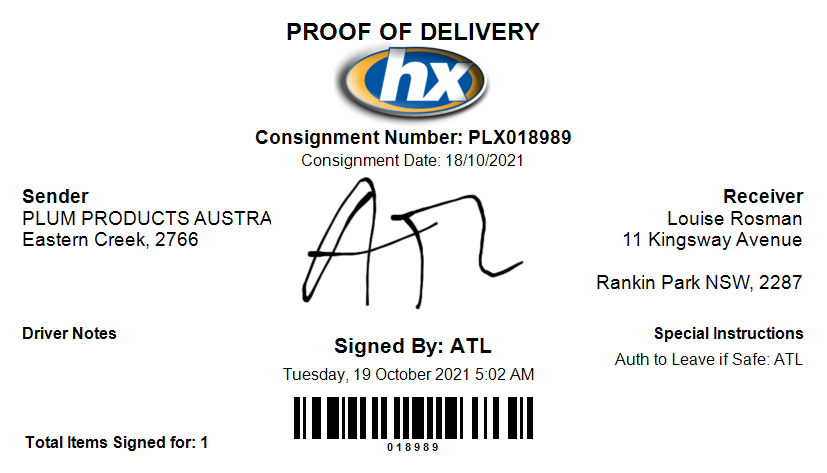 PROOF OF DELIVERY
hx
Consignment Number: PLX018989
Consignment Date: 18/10/2021
Sender
PLUM PRODUCTS AUSTRA
Eastern Creek, 2766
ATL
Receiver
Louise Rosman
11 Kingsway Avenue
Rankin Park NSW, 2287
Driver Notes
Signed By: ATL
Tuesday, 19 October 2021 5:02 AM
Special Instructions
Auth to Leave if Safe: ATL
018989
Total Items Signed for: 1